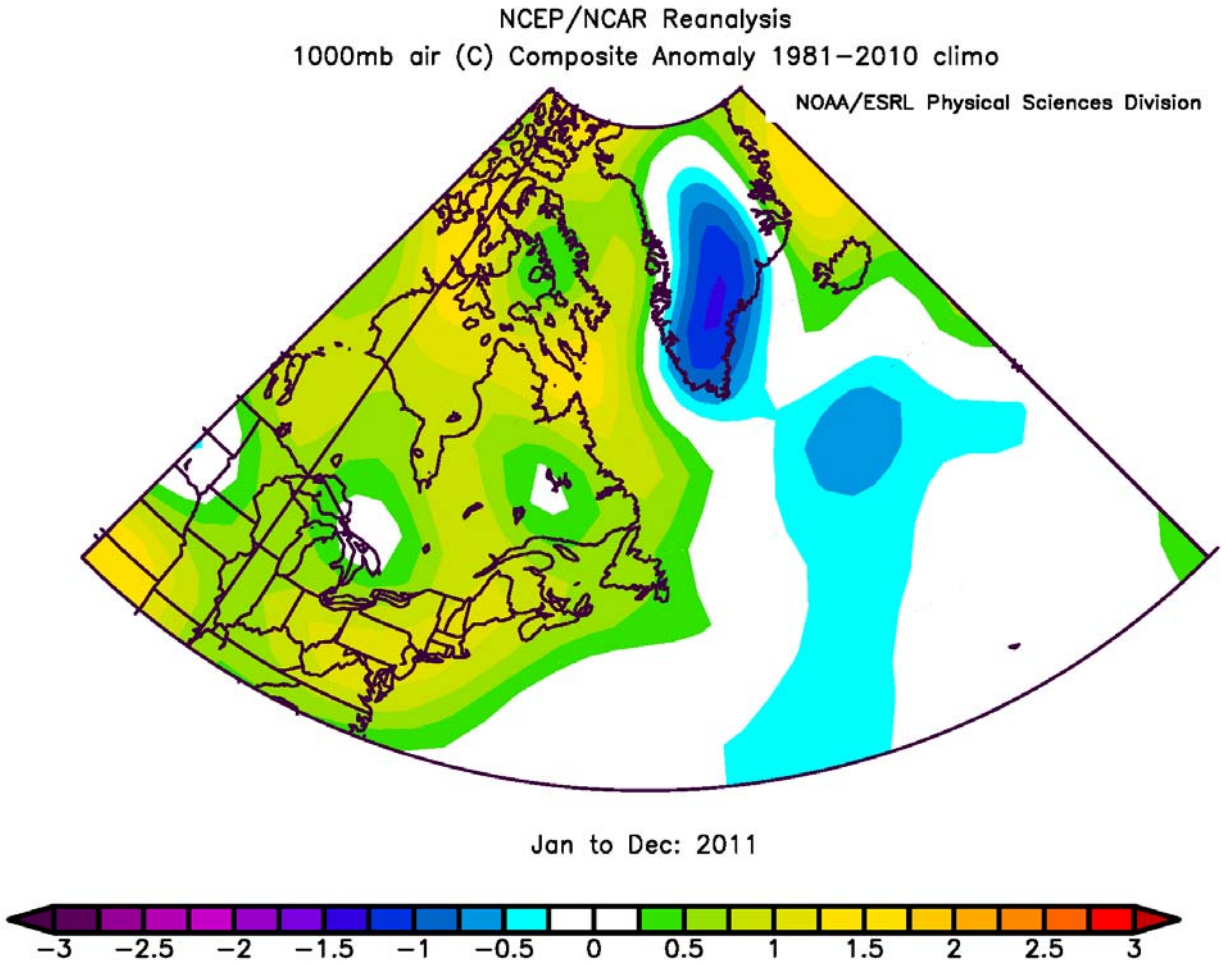 NCEP/NCAR Reanalysis
1000mb air (C) Composite Anomaly 1981−2010 climo
NOAA/ESRL Physical Sciences Division
Jan to Dec: 2011
−3 −2.5 −2 −1.5 −1 −0.5 0 0.5 1 1.5 2 2.5 3